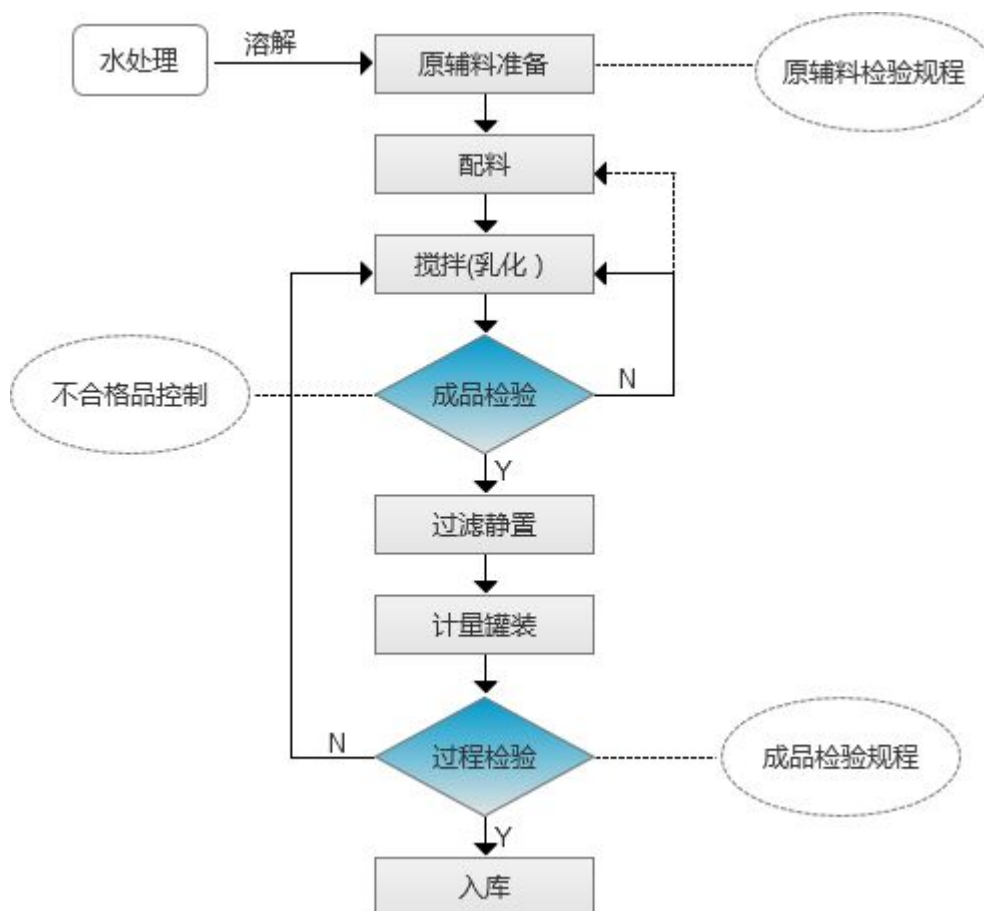 水处理
溶解
原辅料准备
原辅料检验规程
配料
搅拌(乳化）
不合格品控制
成品检验
N
Y
过滤静置
计量罐装
N
过程检验
成品检验规程
Y
入库